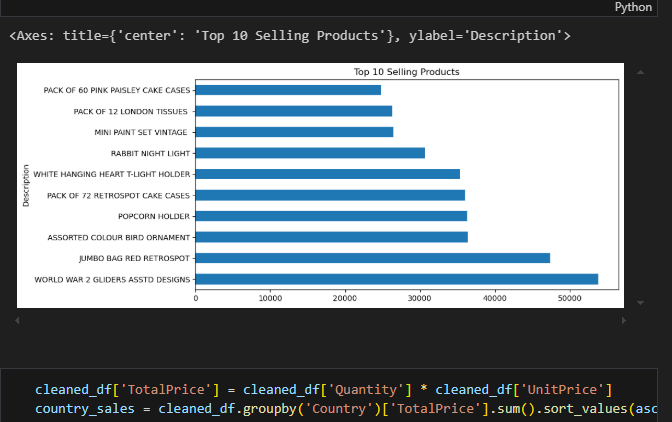 Python
<Axes: title={'center': 'Top 10 Selling Products'}, ylabel='Description'>
Top 10 Selling Products
Description
PACK OF 60 PINK PAISLEY CAKE CASES
PACK OF 12 LONDON TISSUES
MINI PAINT SET VINTAGE
RABBIT NIGHT LIGHT
WHITE HANGING HEART T-LIGHT HOLDER
PACK OF 72 RETROSPOT CAKE CASES
POPCORN HOLDER
ASSORTED COLOUR BIRD ORNAMENT
JUMBO BAG RED RETROSPOT
WORLD WAR 2 GLIDERS ASSTD DESIGNS
0 10000 20000 30000 40000 50000
cleaned_df['TotalPrice'] = cleaned_df['Quantity'] * cleaned_df['UnitPrice']
country_sales = cleaned_df.groupby('Country')['TotalPrice'].sum().sort_values(asc